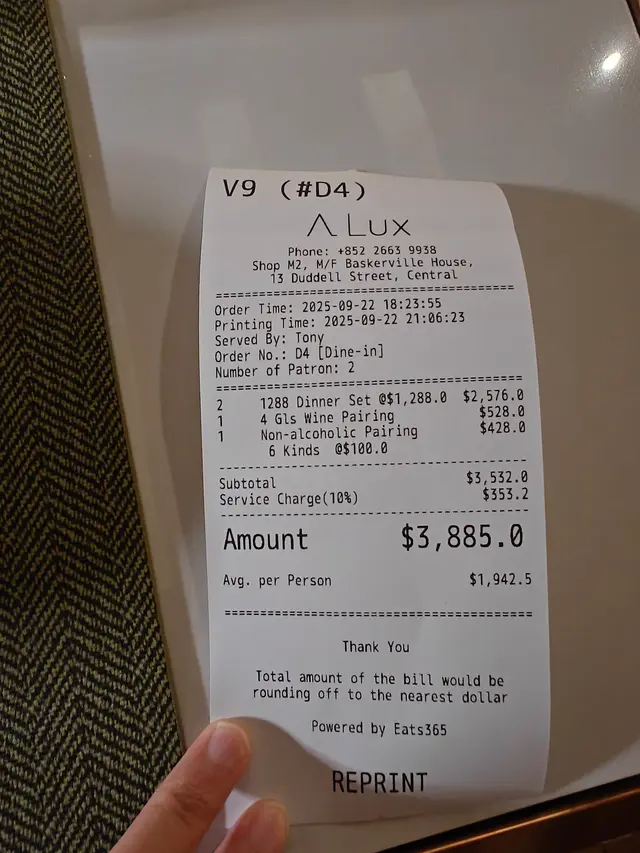 V9 (#D4)
Λ LUX
Phone: +852 2663 9938
Shop M2, M/F Baskerville House,
13 Duddell Street, Central
================================================
Order Time: 2025-09-22 18:23:55
Printing Time: 2025-09-22 21:06:23
Served By: Tony
Order No.: D4 [Dine-in]
Number of Patron: 2
================================================
2 1288 Dinner Set @$1,288.0 $2,576.0
1 4 Gls Wine Pairing $528.0
1 Non-alcoholic Pairing $428.0
6 Kinds @$100.0
------------------------------------------------
Subtotal $3,532.0
Service Charge(10%) $353.2
------------------------------------------------
Amount $3,885.0
Avg. per Person $1,942.5
================================================
Thank You
Total amount of the bill would be
rounding off to the nearest dollar
Powered by Eats365
REPRINT